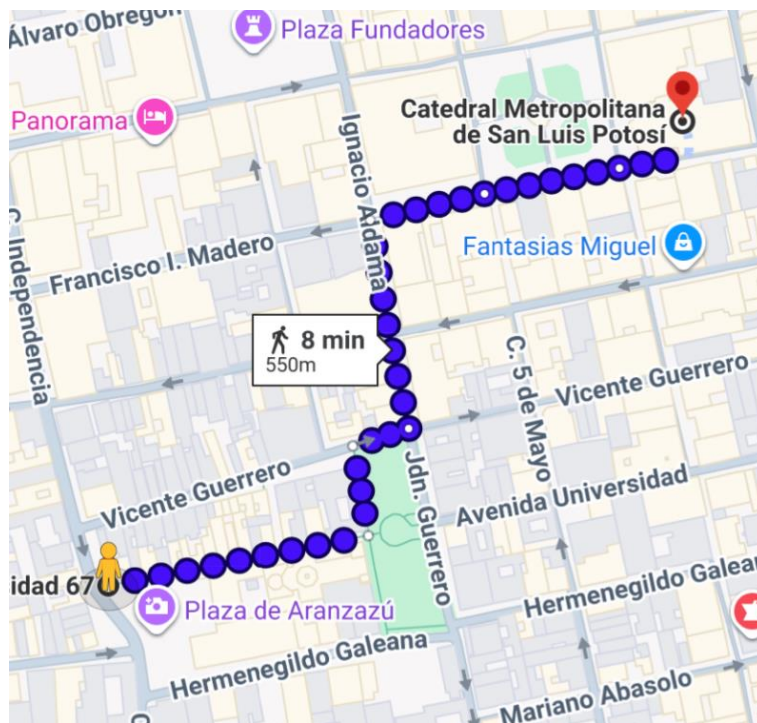 Álvaro Obregón
Plaza Fundadores
Panorama
Catedral Metropolitana
de San Luis Potosí
Ignacio Aldama
Francisco I. Madero
Fantasias Miguel
C. Independencia
8 min
550m
C. 5 de Mayo
Vicente Guerrero
Vicente Guerrero
Jdn. Guerrero
Avenida Universidad
idad 67
Plaza de Aranzazú
Hermenegildo Galeana
Hermenegildo Galeana
Mariano Abasolo